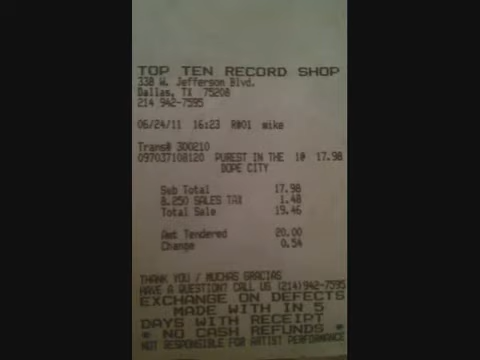 TOP TEN RECORD SHOP
338 W. Jefferson Blvd.
Dallas, TX 75208
214 942-7595
06/24/11 16:23 R#01 mike
Trans# 300210
097037108120 PUREST IN THE 1@ 17.98
DOPE CITY
Sub Total 17.98
8.250 SALES TAX 1.48
Total Sale 19.46
Amt Tendered 20.00
Change 0.54
THANK YOU / MUCHAS GRACIAS
HAVE A QUESTION? CALL US (214)942-7595
EXCHANGE ON DEFECTS
MADE WITH IN 5
DAYS WITH RECEIPT
* NO CASH REFUNDS *
NOT RESPONSIBLE FOR ARTIST PERFORMANCE